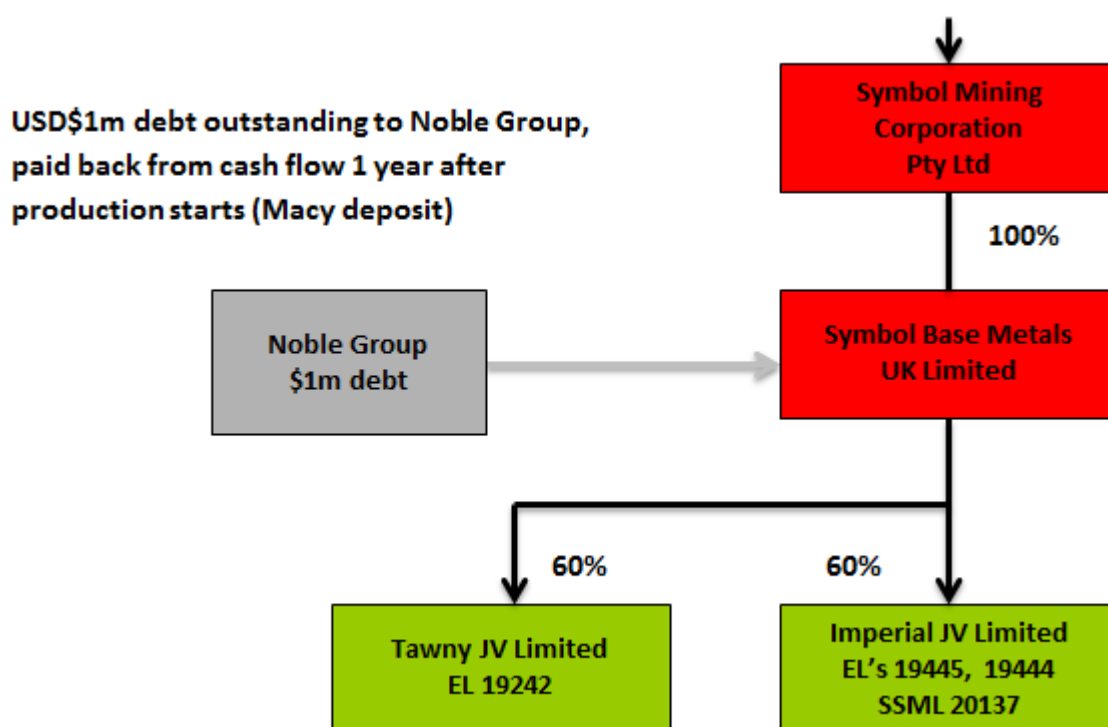 Symbol Mining
Corporation
Pty Ltd
USD$1m debt outstanding to Noble Group,
paid back from cash flow 1 year after
production starts (Macy deposit)
100%
Noble Group
$1m debt
Symbol Base Metals
UK Limited
60%
60%
Tawny JV Limited
EL 19242
Imperial JV Limited
EL’s 19445, 19444
SSML 20137